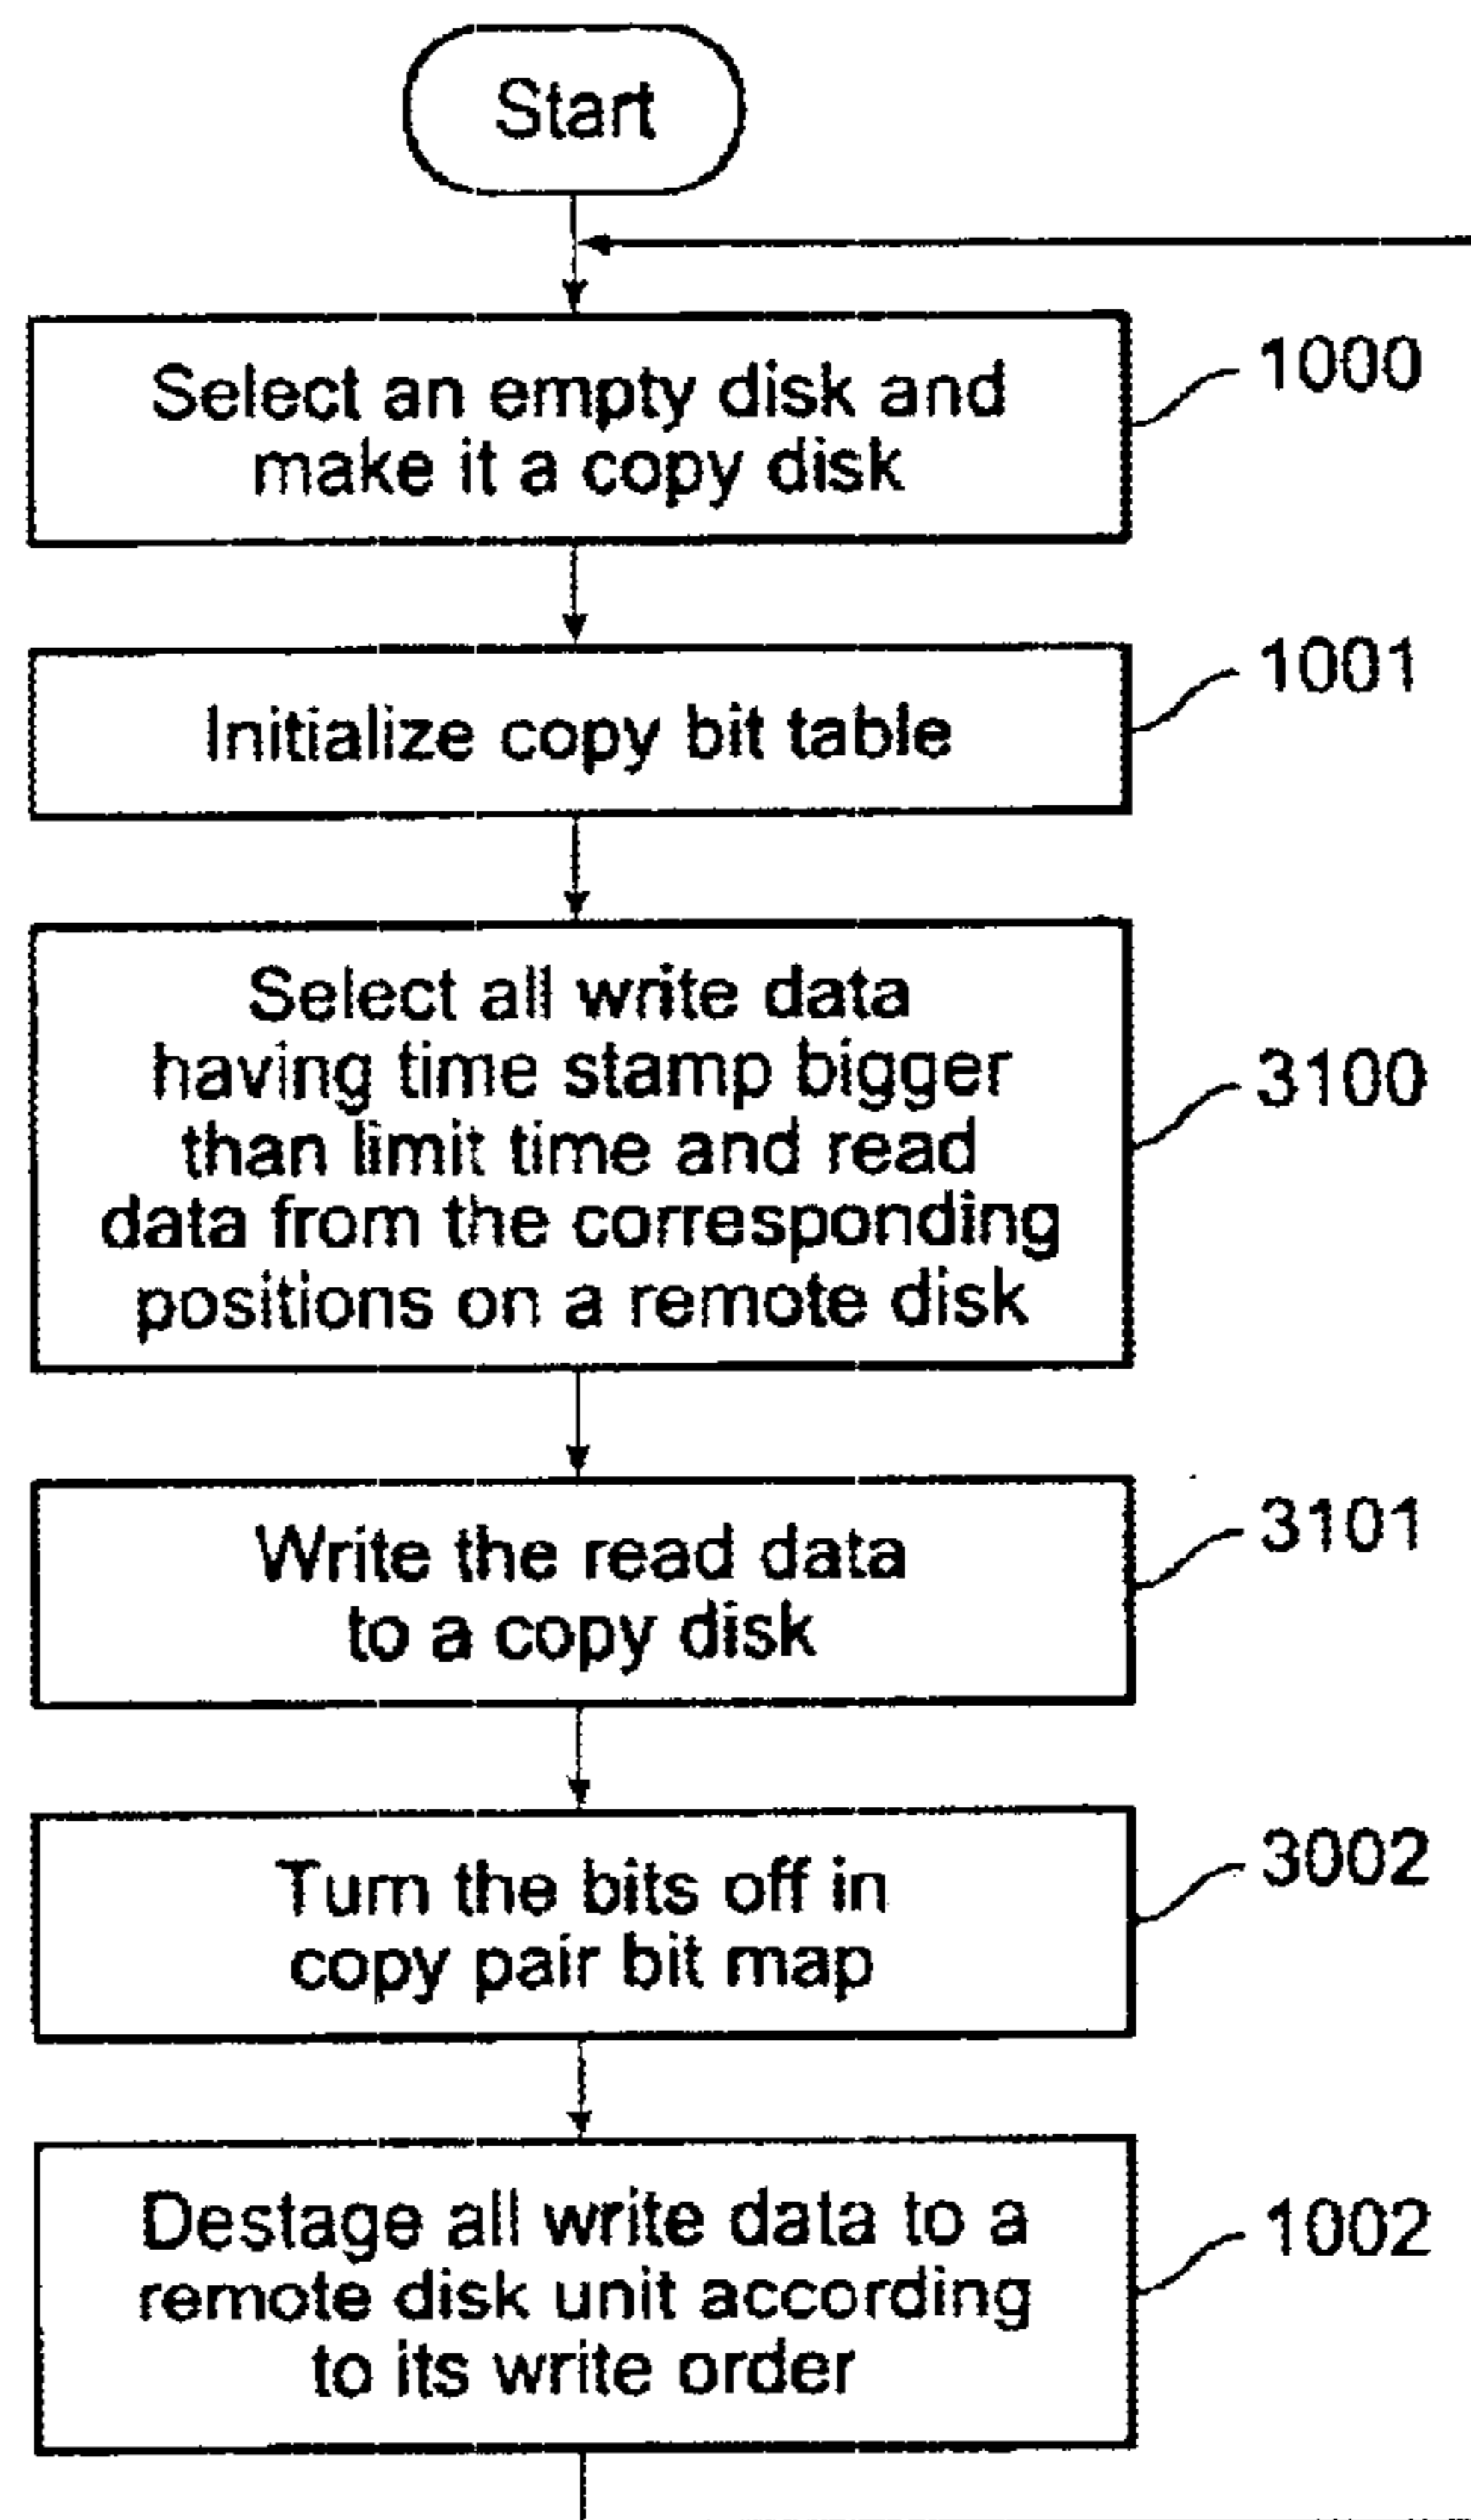 Start
Select an empty disk and
make it a copy disk
1000
Initialize copy bit table
1001
Select all write data
having time stamp bigger
than limit time and read
data from the corresponding
positions on a remote disk
3100
Write the read data
to a copy disk
3101
Turn the bits off in
copy pair bit map
3002
Destage all write data to a
remote disk unit according
to its write order
1002